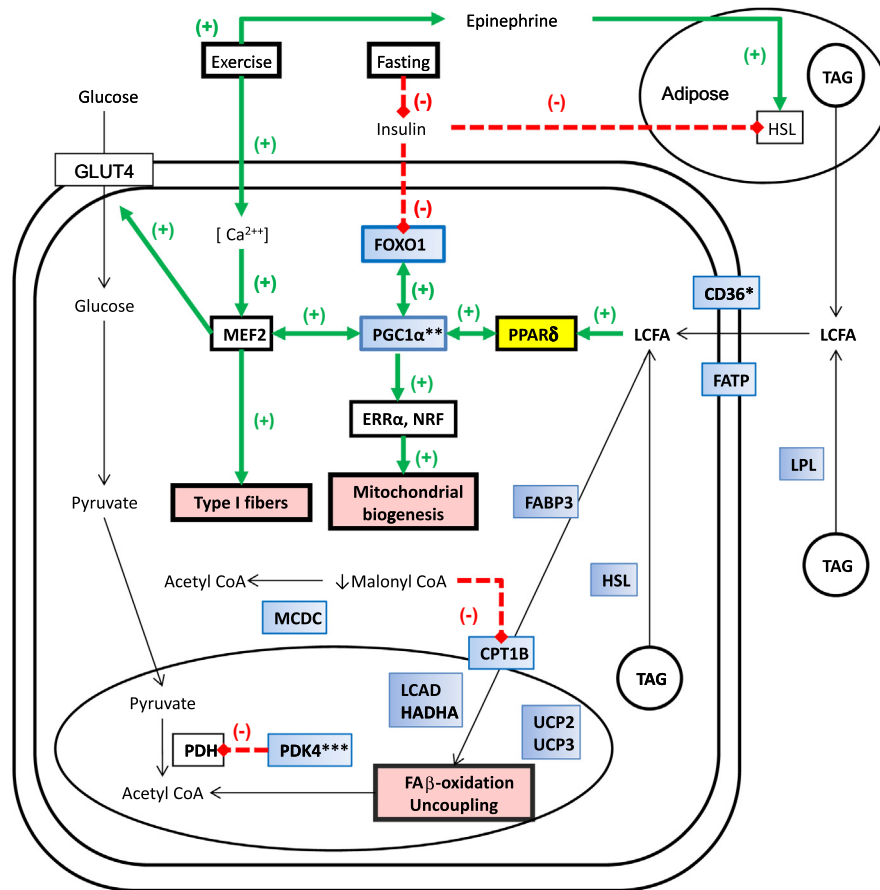 Epinephrine
(+)
Exercise
Fasting
(+)
TAG
Adipose
Glucose
(-)
(-)
Insulin
HSL
(+)
GLUT4
(-)
[ Ca²⁺⁺]
(+)
FOXO1
(+)
(+)
CD36*
Glucose
(+)
(+)
(+)
MEF2
PGC1α**
PPARδ
LCFA
LCFA
(+)
FATP
ERRα, NRF
(+)
(+)
LPL
Type I fibers
Mitochondrial
biogenesis
Pyruvate
FABP3
TAG
Acetyl CoA
↓Malonyl CoA
HSL
MCDC
(-)
CPT1B
TAG
LCAD
HADHA
Pyruvate
UCP2
UCP3
(-)
PDH
PDK4***
FAβ-oxidation
Uncoupling
Acetyl CoA